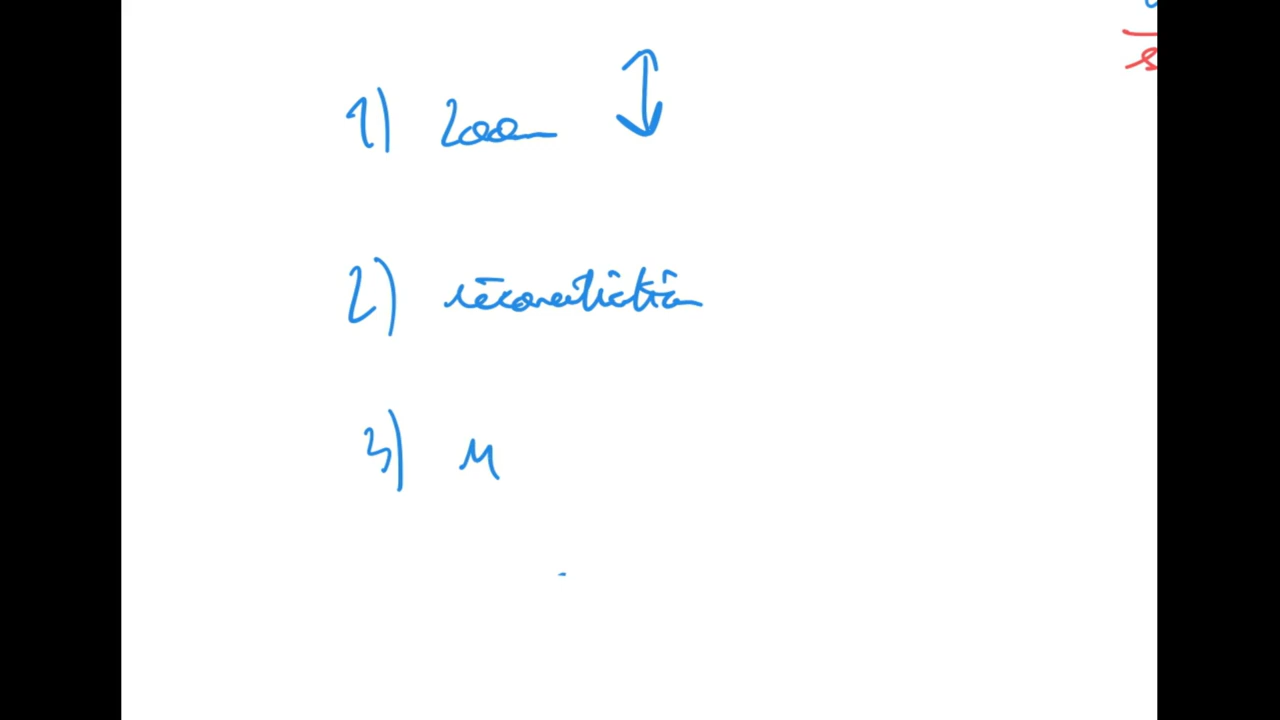 1) Zoom ↕
2) réconciliation
3) M